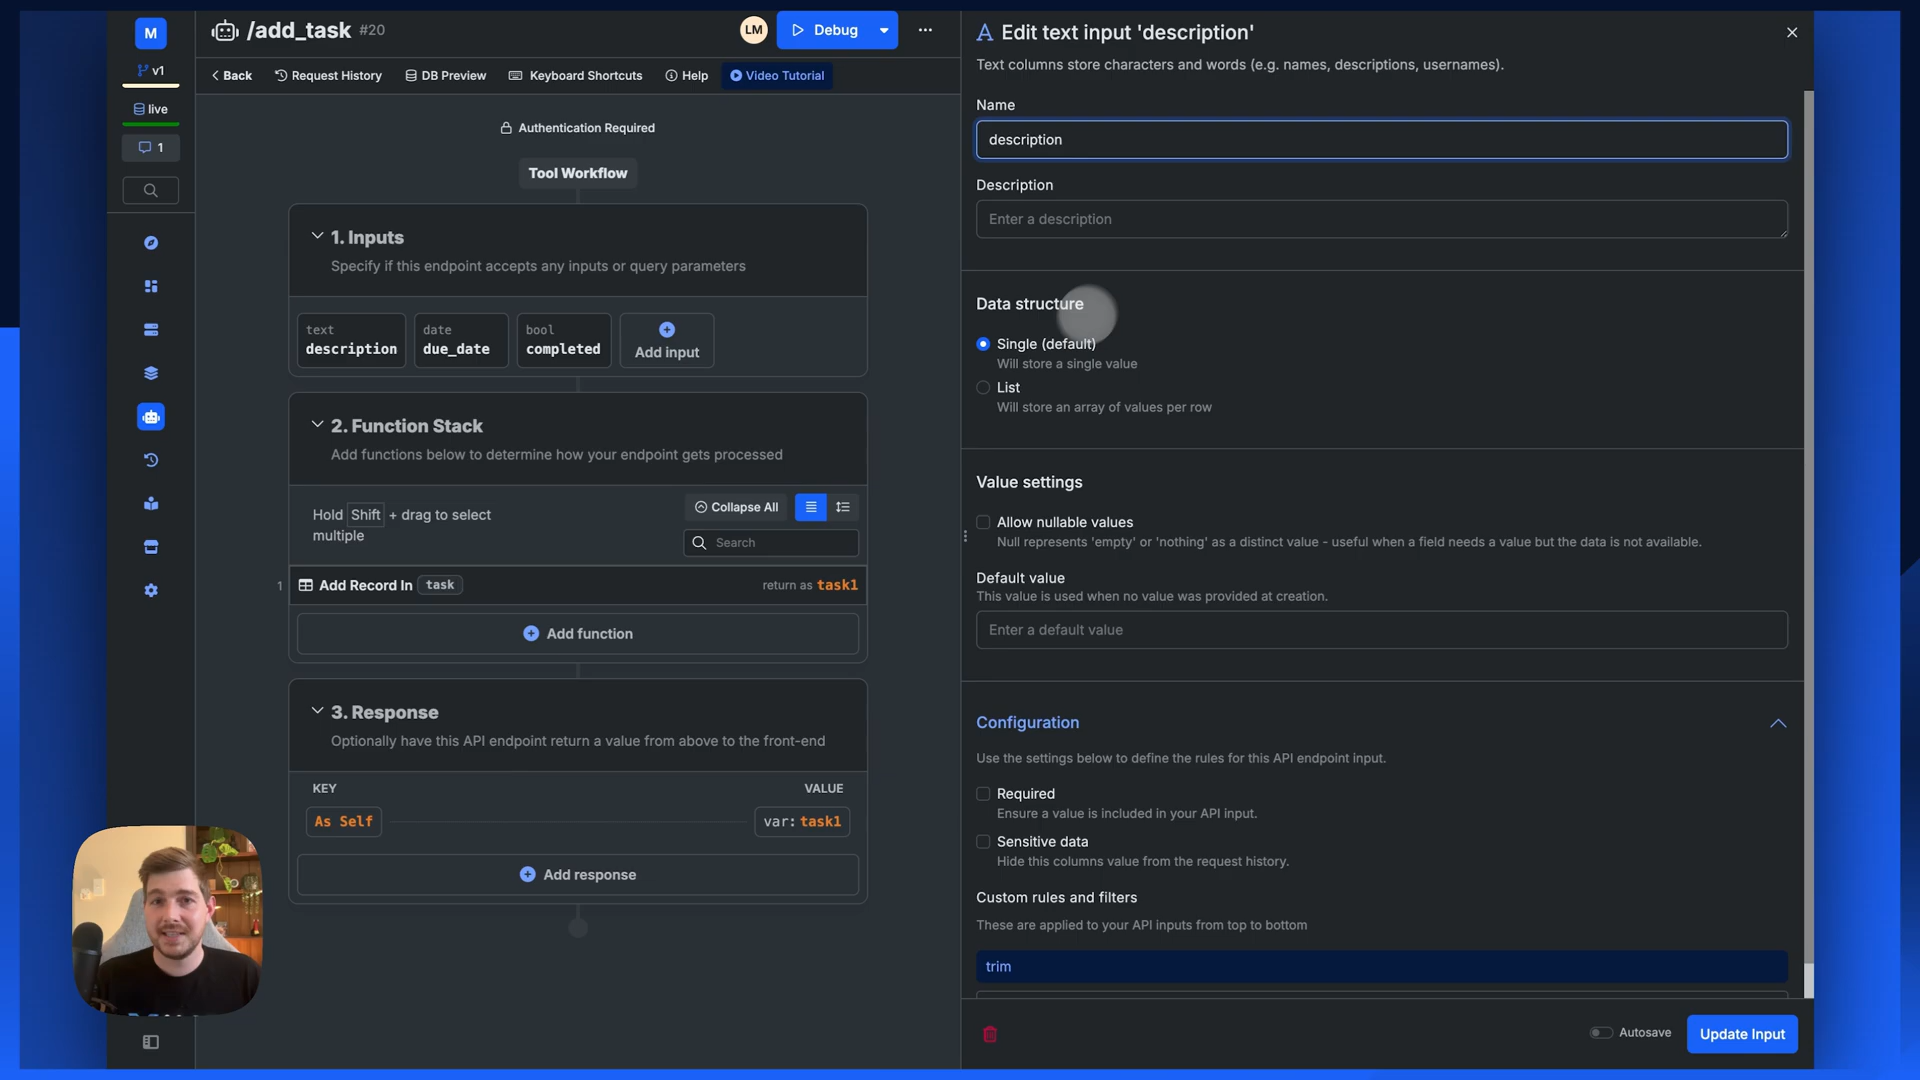 M
/add_task #20
LM
Debug
v1
Back
Request History
DB Preview
Keyboard Shortcuts
Help
Video Tutorial
live
1
Authentication Required
Tool Workflow
1. Inputs
Specify if this endpoint accepts any inputs or query parameters
text
description
date
due_date
bool
completed
Add input
2. Function Stack
Add functions below to determine how your endpoint gets processed
Hold Shift + drag to select
multiple
Collapse All
Search
1
Add Record In task
return as task1
Add function
3. Response
Optionally have this API endpoint return a value from above to the front-end
KEY
VALUE
As Self
var: task1
Add response
Edit text input 'description'
Text columns store characters and words (e.g. names, descriptions, usernames).
Name
description
Description
Enter a description
Data structure
Single (default)
Will store a single value
List
Will store an array of values per row
Value settings
Allow nullable values
Null represents 'empty' or 'nothing' as a distinct value - useful when a field needs a value but the data is not available.
Default value
This value is used when no value was provided at creation.
Enter a default value
Configuration
Use the settings below to define the rules for this API endpoint input.
Required
Ensure a value is included in your API input.
Sensitive data
Hide this columns value from the request history.
Custom rules and filters
These are applied to your API inputs from top to bottom
trim
Autosave
Update Input